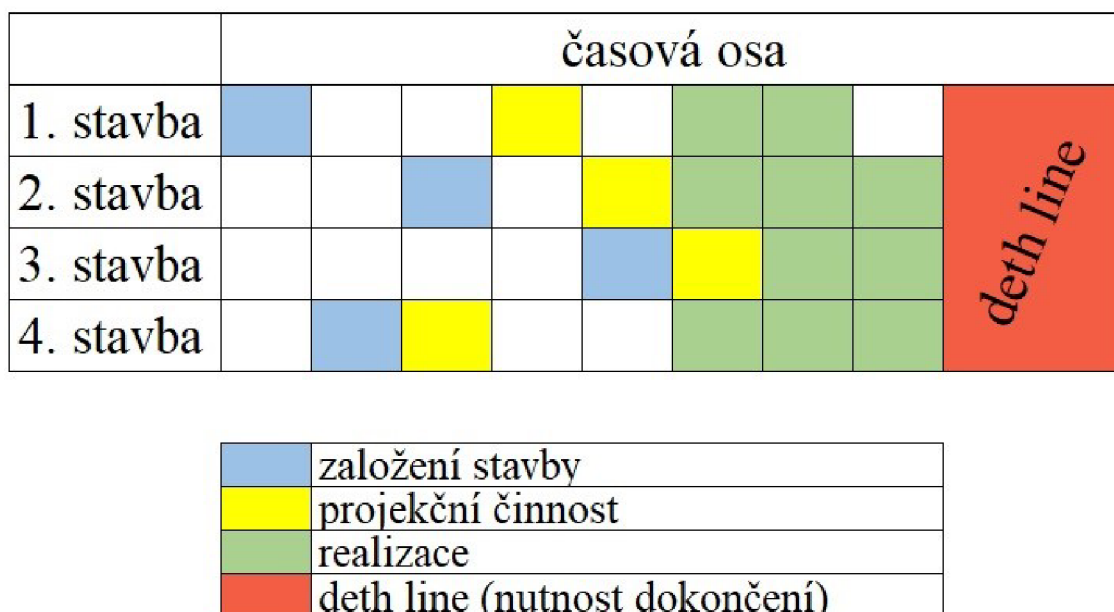 časová osa
1. stavba
2. stavba
3. stavba
4. stavba
deth line
založení stavby
projekční činnost
realizace
deth line (nutnost dokončení)